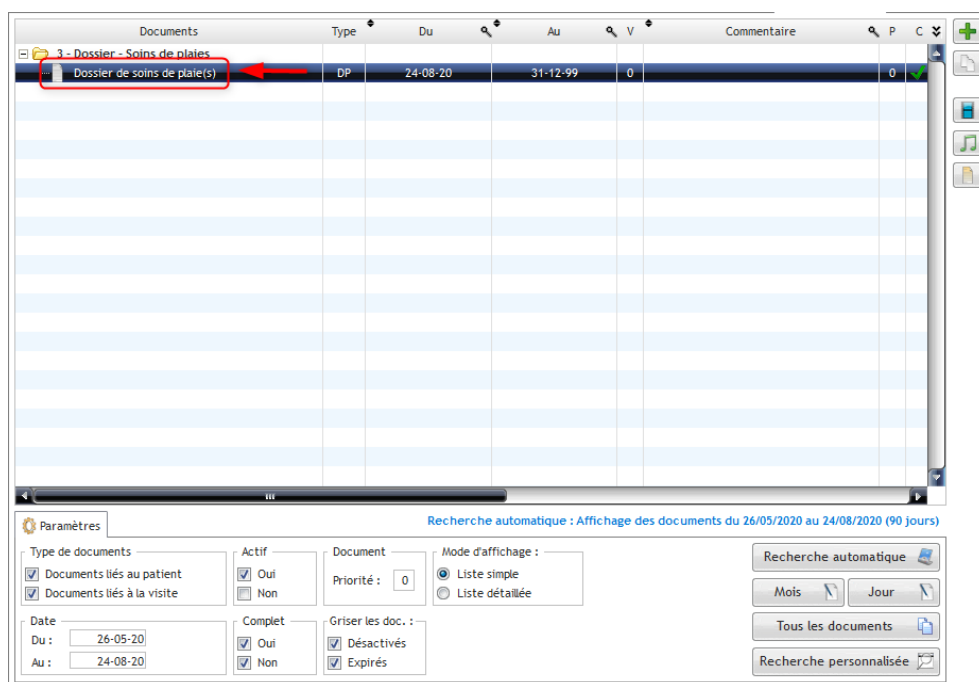 Documents Type Du Au V Commentaire P C
3 - Dossier - Soins de plaies
Dossier de soins de plaie(s) DP 24-08-20 31-12-99 0 0
Paramètres
Recherche automatique : Affichage des documents du 26/05/2020 au 24/08/2020 (90 jours)
Type de documents
Documents liés au patient
Documents liés à la visite
Actif
Oui
Non
Document
Priorité : 0
Mode d'affichage :
Liste simple
Liste détaillée
Date
Du : 26-05-20
Au : 24-08-20
Complet
Oui
Non
Griser les doc. :
Désactivés
Expirés
Recherche automatique
Mois
Jour
Tous les documents
Recherche personnalisée